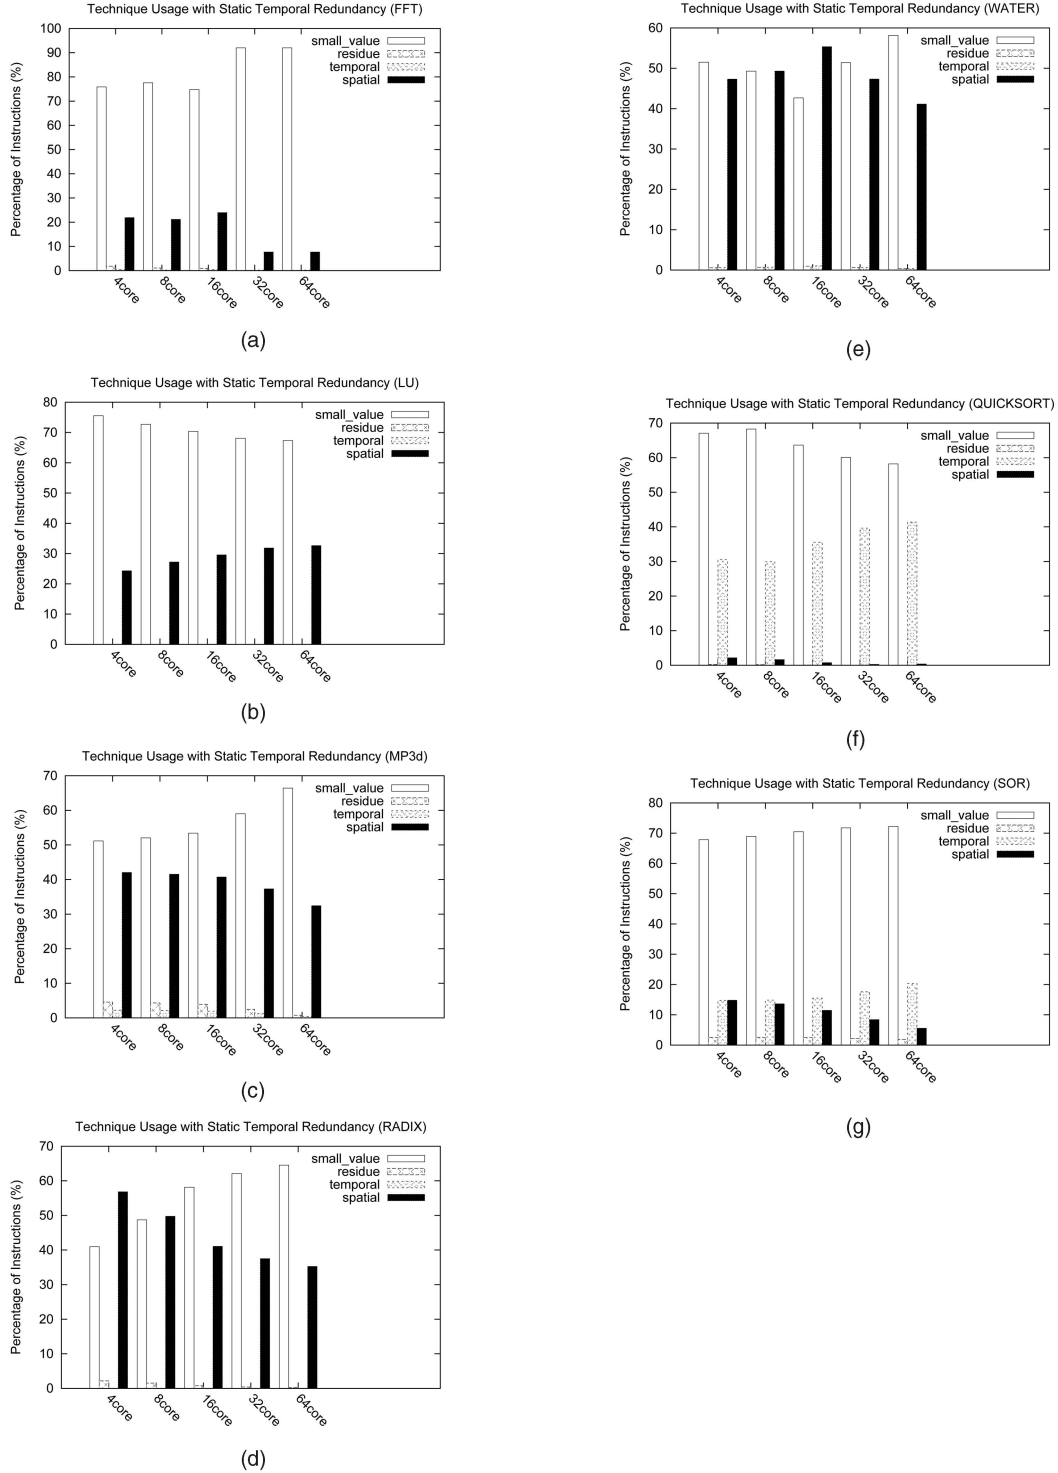 Technique Usage with Static Temporal Redundancy (FFT)
Percentage of Instructions (%)
100
90
80
70
60
50
40
30
20
10
0
small_value
residue
temporal
spatial
4core
8core
16core
32core
64core
(a)
Technique Usage with Static Temporal Redundancy (LU)
Percentage of Instructions (%)
80
70
60
50
40
30
20
10
0
small_value
residue
temporal
spatial
4core
8core
16core
32core
64core
(b)
Technique Usage with Static Temporal Redundancy (MP3d)
Percentage of Instructions (%)
70
60
50
40
30
20
10
0
small_value
residue
temporal
spatial
4core
8core
16core
32core
64core
(c)
Technique Usage with Static Temporal Redundancy (RADIX)
Percentage of Instructions (%)
70
60
50
40
30
20
10
0
small_value
residue
temporal
spatial
4core
8core
16core
32core
64core
(d)
Technique Usage with Static Temporal Redundancy (WATER)
Percentage of Instructions (%)
60
50
40
30
20
10
0
small_value
residue
temporal
spatial
4core
8core
16core
32core
64core
(e)
Technique Usage with Static Temporal Redundancy (QUICKSORT)
Percentage of Instructions (%)
70
60
50
40
30
20
10
0
small_value
residue
temporal
spatial
4core
8core
16core
32core
64core
(f)
Technique Usage with Static Temporal Redundancy (SOR)
Percentage of Instructions (%)
80
70
60
50
40
30
20
10
0
small_value
residue
temporal
spatial
4core
8core
16core
32core
64core
(g)